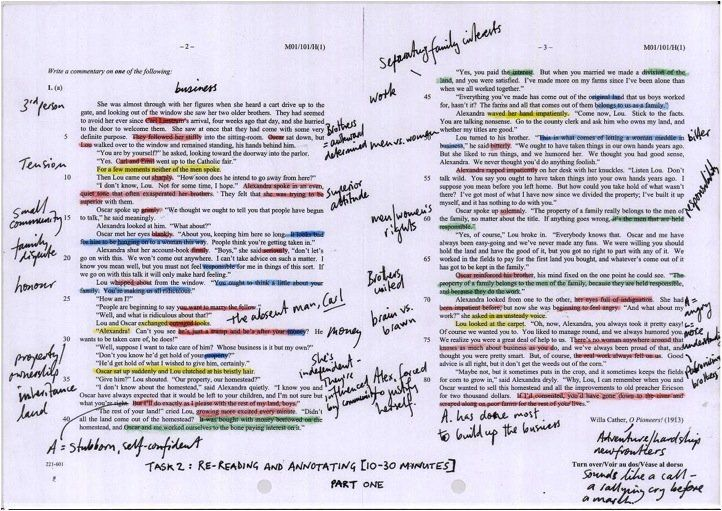 – 2 –
M01/101/H(1)
Write a commentary on one of the following:
1. (a)
business
3rd person
Tension
Small
community
family
dispute
honour
property/
ownership
inheritance
land
She was almost through with her figures when she heard a cart drive up to the
gate, and looking out of the window she saw her two older brothers. They had seemed
to avoid her ever since Carl Linstrum's arrival, four weeks ago that day, and she hurried
to the door to welcome them. She saw at once that they had come with some very
5 definite purpose. They followed her stiffly into the sitting-room. Oscar sat down, but
Lou walked over to the window and remained standing, his hands behind him.
"You are by yourself?" he asked, looking toward the doorway into the parlor.
"Yes. Carl and Emil went up to the Catholic fair."
For a few moments neither of the men spoke.
10 Then Lou came out sharply. "How soon does he intend to go away from here?"
"I don't know, Lou. Not for some time, I hope." Alexandra spoke in an even,
quiet tone that often exasperated her brothers. They felt that she was trying to be
superior with them.
Oscar spoke up grimly. "We thought we ought to tell you that people have begun
15 to talk," he said meaningly.
Alexandra looked at him. "What about?"
Oscar met her eyes blankly. "About you, keeping him here so long. It looks bad
for him to be hanging on to a woman this way. People think you're getting taken in."
Alexandra shut her account-book firmly. "Boys," she said seriously, "don't let's
20 go on with this. We won't come out anywhere. I can't take advice on such a matter. I
know you mean well, but you must not feel responsible for me in things of this sort. If
we go on with this talk it will only make hard feeling."
Lou whipped about from the window. "You ought to think a little about your
family. You're making us all ridiculous."
25 "How am I?"
"People are beginning to say you want to marry the fellow."
"Well, and what is ridiculous about that?"
Lou and Oscar exchanged outraged looks.
"Alexandra! Can't you see he's just a tramp and he's after your money? He
30 wants to be taken care of, he does!"
"Well, suppose I want to take care of him? Whose business is it but my own?"
"Don't you know he'd get hold of your property?"
"He'd get hold of what I wished to give him, certainly."
Oscar sat up suddenly and Lou clutched at his bristly hair.
35 "Give him?" Lou shouted. "Our property, our homestead?"
"I don't know about the homestead," said Alexandra quietly. "I know you and
Oscar have always expected that it would be left to your children, and I'm not sure but
what you're right. But I'll do exactly as I please with the rest of my land, boys."
"The rest of your land!" cried Lou, growing more excited every minute. "Didn't
40 all the land come out of the homestead? It was bought with money borrowed on the
homestead, and Oscar and me worked ourselves to the bone paying interest on it."
the absent man, Carl
money
Brothers
= authorial
determined
Superior
attitude
Brothers
united
She's
independent
They're
influenced
by community
A = Stubborn, self-confident
221-601
TASK 2: RE-READING AND ANNOTATING [10-30 MINUTES]
PART ONE
– 3 –
M01/101/H(1)
Separating family interests
work
men vs. women
men/women's
rights
brain vs.
brawn
Alex. forced
to justify
herself.
"Yes, you paid the interest. But when you married we made a division of the
land, and you were satisfied. I've made more on my farms since I've been alone than
when we all worked together."
45 "Everything you've made has come out of the original land that us boys worked
for, hasn't it? The farms and all that comes out of them belongs to us as a family."
Alexandra waved her hand impatiently. "Come now, Lou. Stick to the facts.
You are talking nonsense. Go to the county clerk and ask him who owns my land, and
whether my titles are good."
50 Lou turned to his brother. "This is what comes of letting a woman meddle in
business," he said bitterly. "We ought to have taken things in our own hands years ago.
But she liked to run things, and we humored her. We thought you had good sense,
Alexandra. We never thought you'd do anything foolish."
Alexandra rapped impatiently on her desk with her knuckles. "Listen Lou. Don't
55 talk wild. You say you ought to have taken things into your own hands years ago. I
suppose you mean before you left home. But how could you take hold of what wasn't
there? I've got most of what I have now since we divided the property; I've built it up
myself, and it has nothing to do with you."
Oscar spoke up solemnly. "The property of a family really belongs to the men of
60 the family, no matter about the title. If anything goes wrong, it's the men that are held
responsible."
"Yes, of course," Lou broke in. "Everybody knows that. Oscar and me have
always been easy-going and we've never made any fuss. We were willing you should
hold the land and have the good of it, but you got no right to part with any of it. We
65 worked in the fields to pay for the first land you bought, and whatever's come out of it
has got to be kept in the family."
Oscar reinforced his brother, his mind fixed on the one point he could see. "The
property of a family belongs to the men of the family, because they are held responsible,
and because they do the work."
70 Alexandra looked from one to the other, her eyes full of indignation. She had
been impatient before, but now she was beginning to feel angry. "And what about my
work?" she asked in an unsteady voice.
Lou looked at the carpet. "Oh, now, Alexandra, you always took it pretty easy!
Of course we wanted you to. You liked to manage round, and we always humored you.
75 We realize you were a great deal of help to us. There's no woman anywhere around that
knows as much about business as you do, and we've always been proud of that, and
thought you were pretty smart. But, of course, the real work always fell on us. Good
advice is all right, but it don't get the weeds out of the corn."
"Maybe not, but it sometimes puts in the crop, and it sometimes keeps the fields
80 for corn to grow in," said Alexandra dryly. "Why, Lou, I can remember when you and
Oscar wanted to sell this homestead and all the improvements to old preacher Ericson
for two thousand dollars. If I'd consented, you'd have gone down to the river and
scraped along on poor farms for the rest of your lives."
bitter
responsibility
A =
angry
more
understands
Patronising
brothers
A. has done most
to build up the business
Willa Cather, O Pioneers! (1913)
Adventure/hardship
new frontiers
Turn over/Voir au dos/Véase al dorso
sounds like a call –
a rallying cry before
a march.